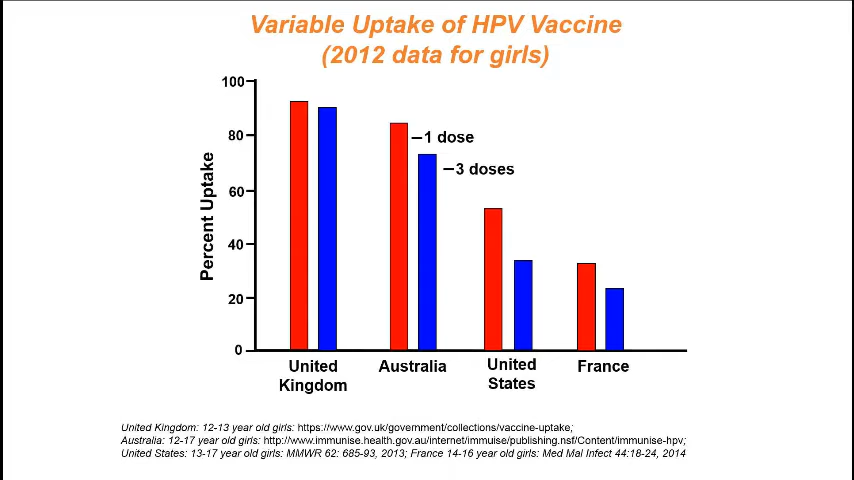 Variable Uptake of HPV Vaccine
(2012 data for girls)
100
80
60
40
20
0
Percent Uptake
1 dose
3 doses
United Kingdom
Australia
United States
France
United Kingdom: 12-13 year old girls: https://www.gov.uk/government/collections/vaccine-uptake;
Australia: 12-17 year old girls: http://www.immunise.health.gov.au/internet/immuise/publishing.nsf/Content/immunise-hpv;
United States: 13-17 year old girls: MMWR 62: 685-93, 2013; France 14-16 year old girls: Med Mal Infect 44:18-24, 2014